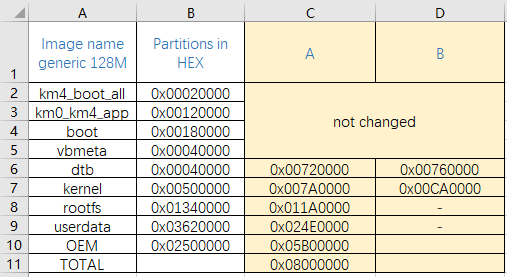 A B C D
1 Image name generic 128M Partitions in HEX A B
2 km4_boot_all 0x00020000 not changed
3 km0_km4_app 0x00120000
4 boot 0x00180000
5 vbmeta 0x00040000
6 dtb 0x00040000 0x00720000 0x00760000
7 kernel 0x00500000 0x007A0000 0x00CA0000
8 rootfs 0x01340000 0x011A0000 -
9 userdata 0x03620000 0x024E0000 -
10 OEM 0x02500000 0x05B00000
11 TOTAL 0x08000000